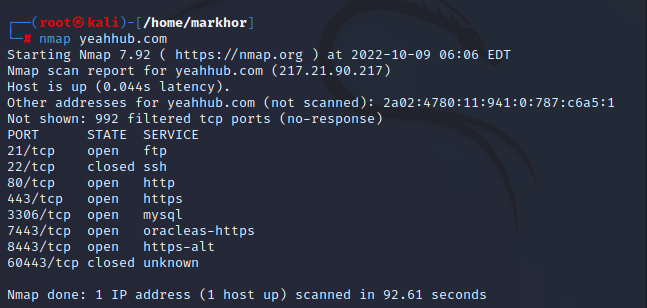 ┌──(root㉿kali)-[/home/markhor]
└─# nmap yeahhub.com
Starting Nmap 7.92 ( https://nmap.org ) at 2022-10-09 06:06 EDT
Nmap scan report for yeahhub.com (217.21.90.217)
Host is up (0.044s latency).
Other addresses for yeahhub.com (not scanned): 2a02:4780:11:941:0:787:c6a5:1
Not shown: 992 filtered tcp ports (no-response)
PORT      STATE  SERVICE
21/tcp    open   ftp
22/tcp    closed ssh
80/tcp    open   http
443/tcp   open   https
3306/tcp  open   mysql
7443/tcp  open   oracleas-https
8443/tcp  open   https-alt
60443/tcp closed unknown
Nmap done: 1 IP address (1 host up) scanned in 92.61 seconds